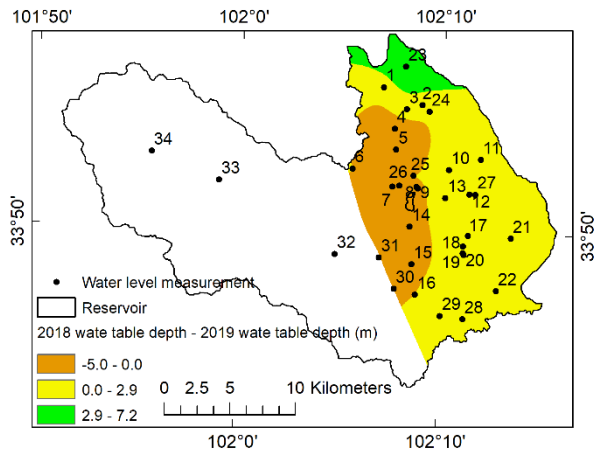 101°50' 102°0' 102°10'
23
1
2
3 24
4
5
6 25
10 11
34
33
26
7 8 9
13 27
12
14
17 21
18
19 20
32 31 15
30 16 22
29 28
33°50'
33°50'
Water level measurement
Reservoir
2018 wate table depth - 2019 wate table depth (m)
-5.0 - 0.0
0.0 - 2.9
2.9 - 7.2
0 2.5 5 10 Kilometers
102°0' 102°10'